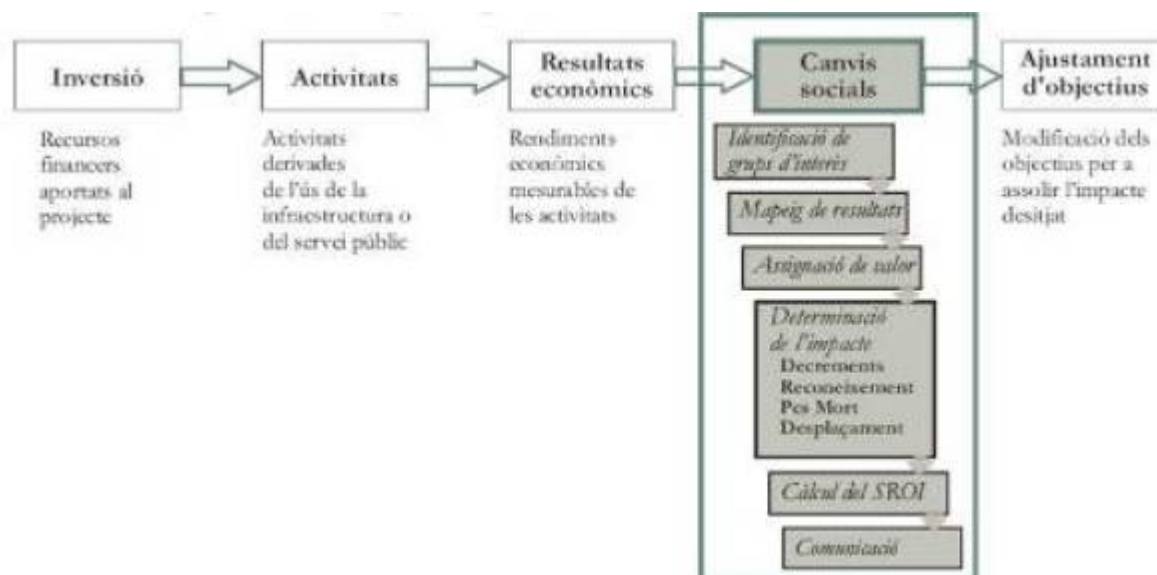 Inversió
Recursos
financers
aportats al
projecte
Activitats
Activitats
derivades
de l'ús de la
infraestructura o
del servei públic
Resultats
econòmics
Rendiments
econòmics
mesurables de
les activitats
Canvis
socials
Identificació de
grups d'interès
Mapeig de resultats
Assignació de valor
Determinació
de l'impacte
Decrements
Reconeixement
Pes Mort
Desplaçament
Càlcul del SROI
Comunicació
Ajustament
d'objectius
Modificació dels
objectius per a
assolir l'impacte
desitjat